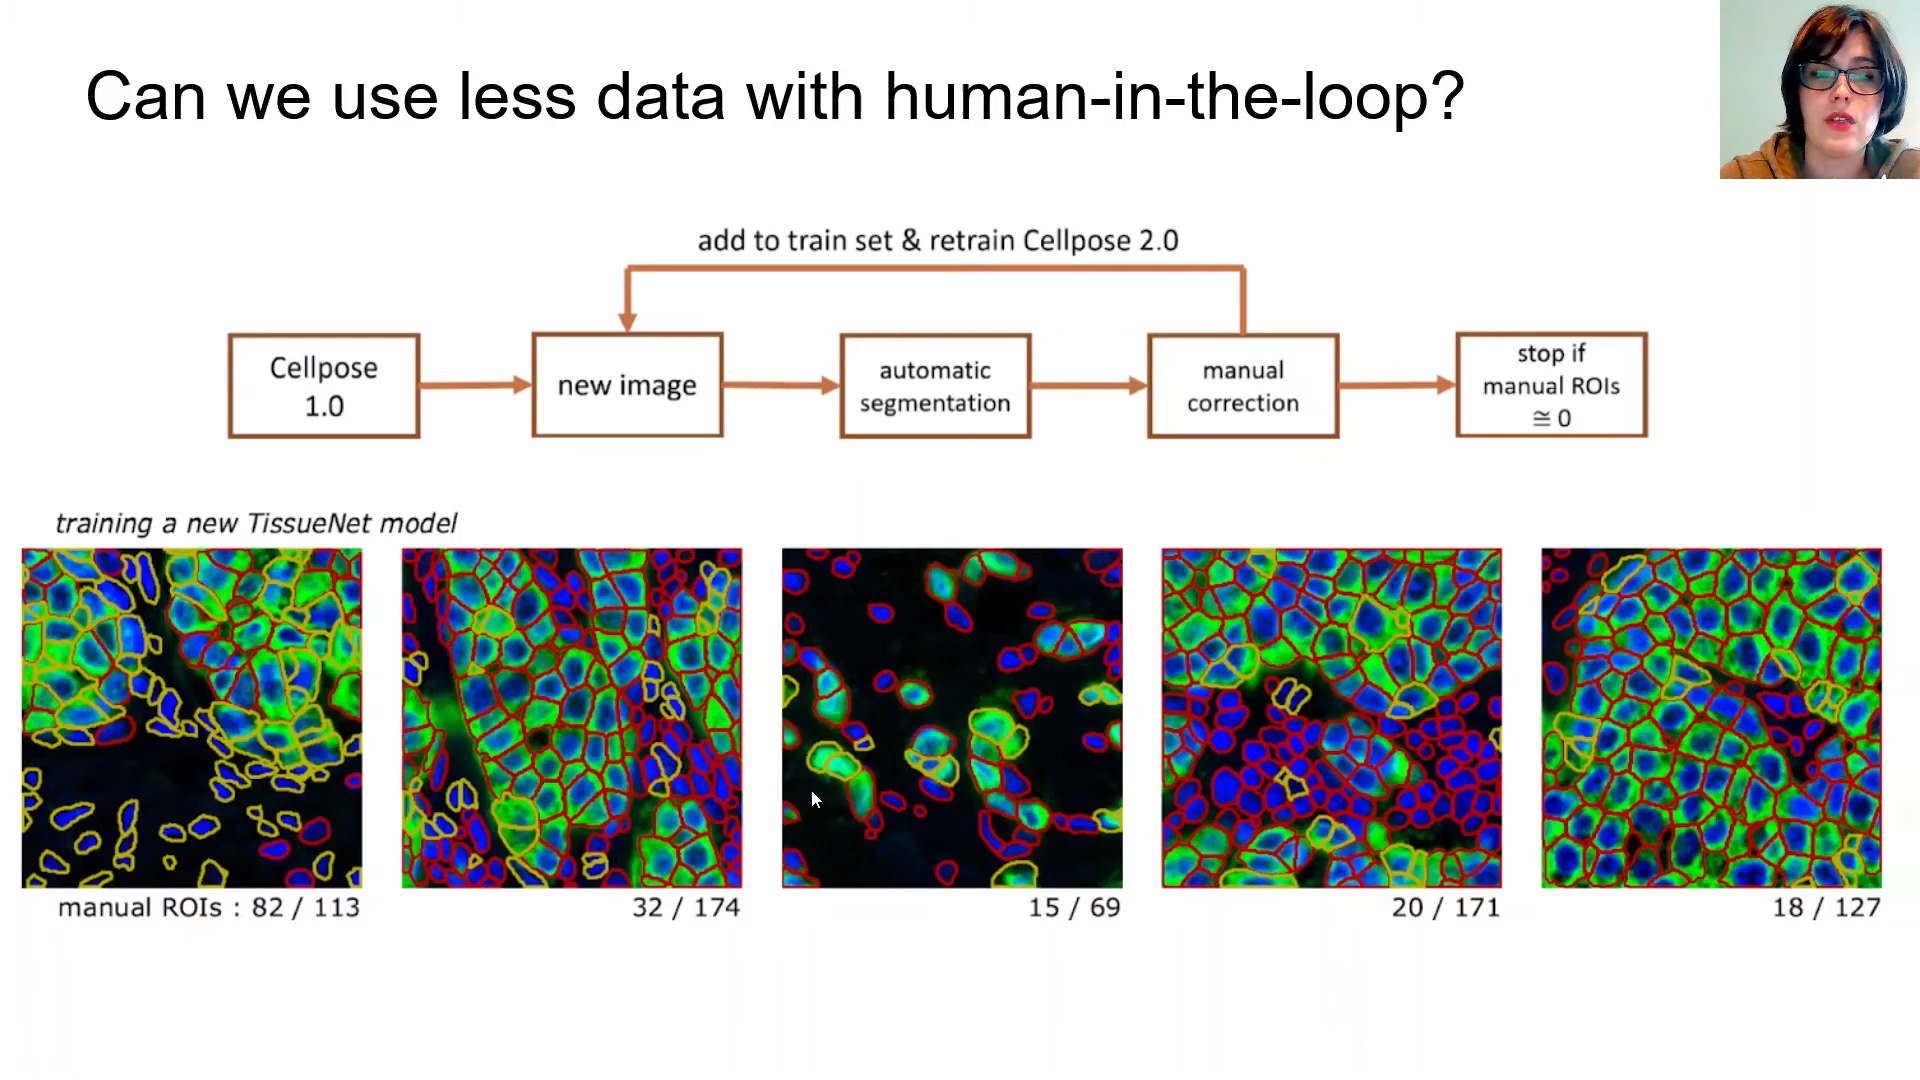 Can we use less data with human-in-the-loop?
add to train set & retrain Cellpose 2.0
Cellpose
1.0
new image
automatic
segmentation
manual
correction
stop if
manual ROIs
≅ 0
training a new TissueNet model
manual ROIs : 82 / 113
32 / 174
15 / 69
20 / 171
18 / 127